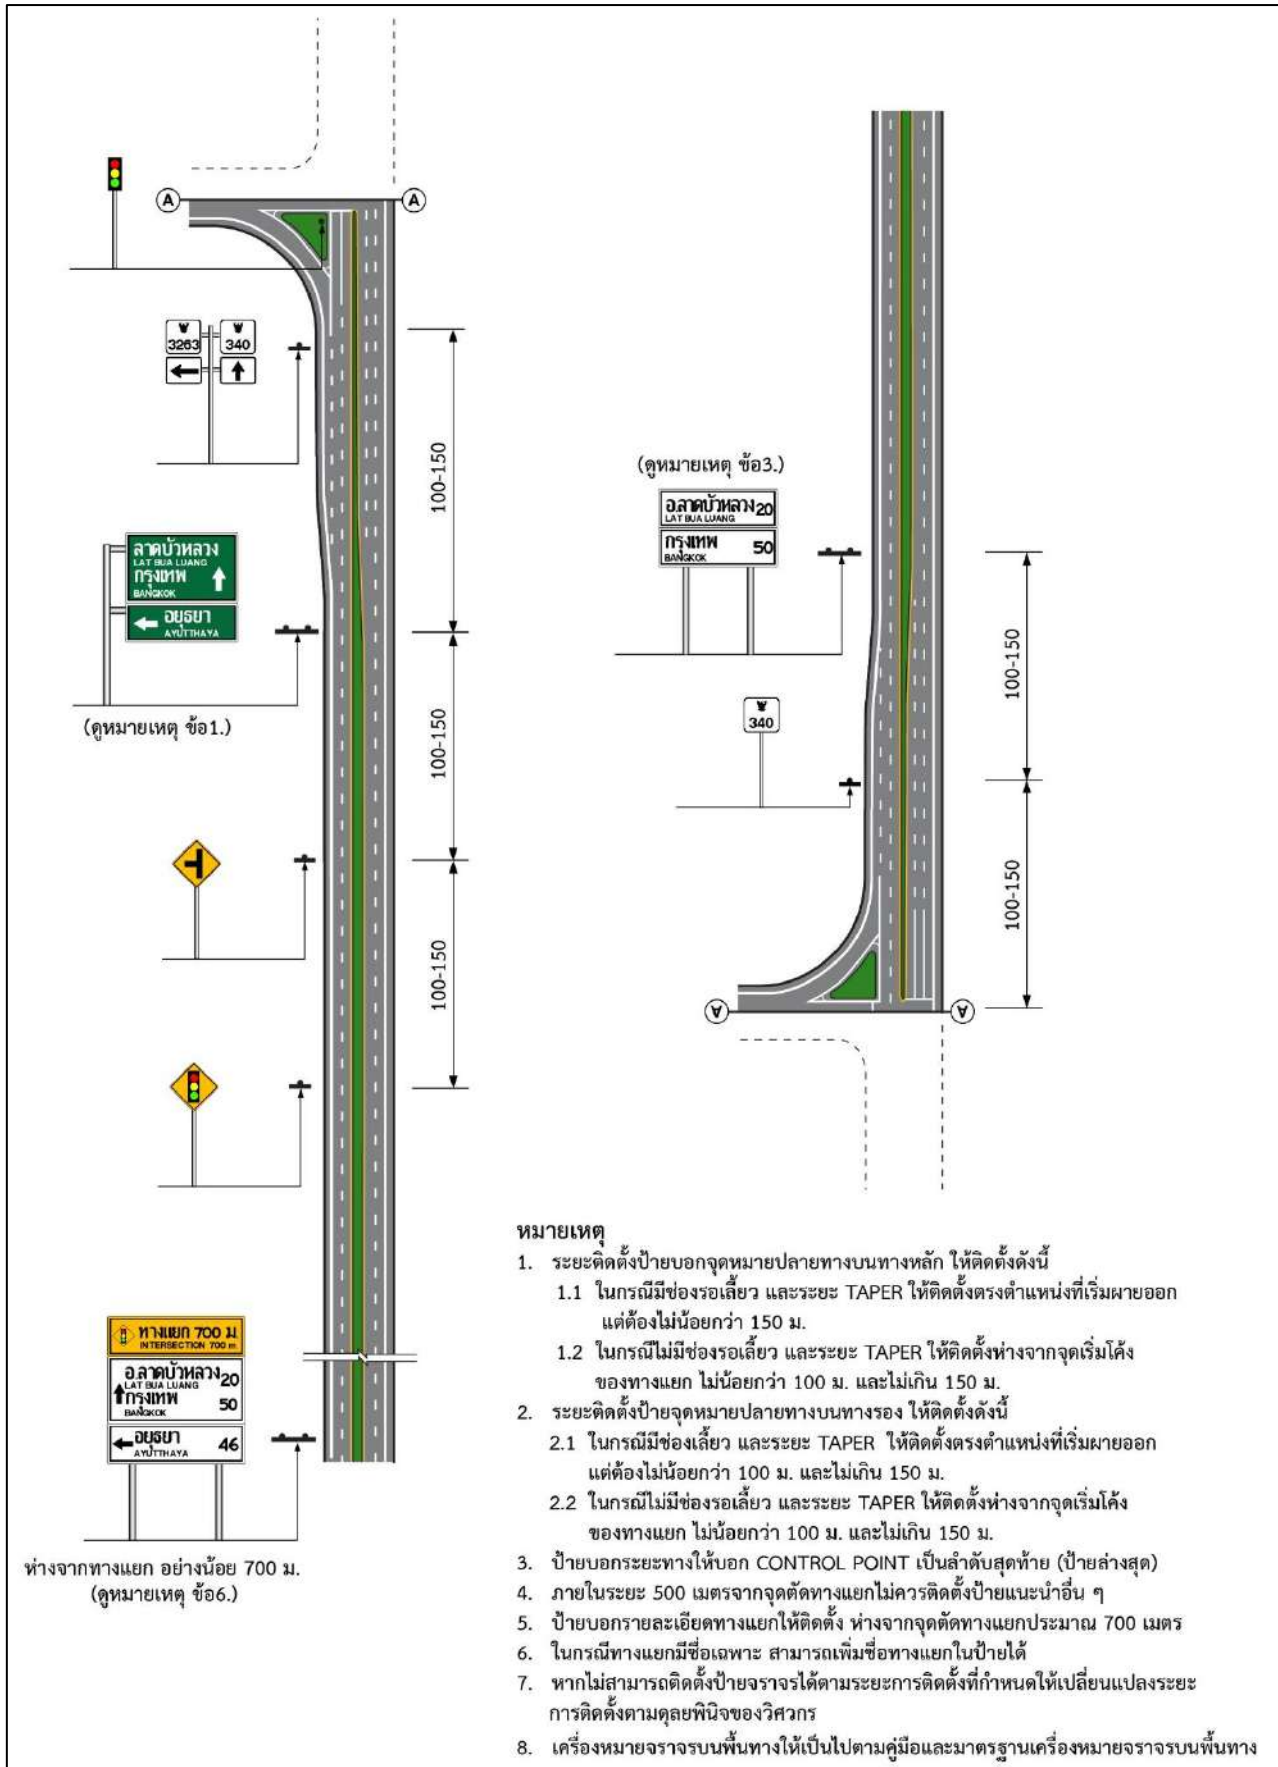 A
A
3263
340
100-150
ลาดบัวหลวง
LAT BUA LUANG
กรุงเทพ
BANGKOK
อยุธยา
AYUTTHAYA
(ดูหมายเหตุ ข้อ1.)
100-150
100-150
ทางแยก 700 ม.
INTERSECTION 700 m.
อ.ลาดบัวหลวง 20
LAT BUA LUANG
กรุงเทพ 50
BANGKOK
อยุธยา 46
AYUTTHAYA
ห่างจากทางแยก อย่างน้อย 700 ม.
(ดูหมายเหตุ ข้อ6.)
(ดูหมายเหตุ ข้อ3.)
อ.ลาดบัวหลวง 20
LAT BUA LUANG
กรุงเทพ 50
BANGKOK
100-150
340
100-150
A
A
หมายเหตุ
1. ระยะติดตั้งป้ายบอกจุดหมายปลายทางบนทางหลัก ให้ติดตั้งดังนี้
1.1 ในกรณีมีช่องรอเลี้ยว และระยะ TAPER ให้ติดตั้งตรงตำแหน่งที่เริ่มผายออก
แต่ต้องไม่น้อยกว่า 150 ม.
1.2 ในกรณีไม่มีช่องรอเลี้ยว และระยะ TAPER ให้ติดตั้งห่างจากจุดเริ่มโค้ง
ของทางแยก ไม่น้อยกว่า 100 ม. และไม่เกิน 150 ม.
2. ระยะติดตั้งป้ายจุดหมายปลายทางบนทางรอง ให้ติดตั้งดังนี้
2.1 ในกรณีมีช่องเลี้ยว และระยะ TAPER ให้ติดตั้งตรงตำแหน่งที่เริ่มผายออก
แต่ต้องไม่น้อยกว่า 100 ม. และไม่เกิน 150 ม.
2.2 ในกรณีไม่มีช่องรอเลี้ยว และระยะ TAPER ให้ติดตั้งห่างจากจุดเริ่มโค้ง
ของทางแยก ไม่น้อยกว่า 100 ม. และไม่เกิน 150 ม.
3. ป้ายบอกระยะทางให้บอก CONTROL POINT เป็นลำดับสุดท้าย (ป้ายล่างสุด)
4. ภายในระยะ 500 เมตรจากจุดตัดทางแยกไม่ควรติดตั้งป้ายแนะนำอื่น ๆ
5. ป้ายบอกรายละเอียดทางแยกให้ติดตั้ง ห่างจากจุดตัดทางแยกประมาณ 700 เมตร
6. ในกรณีทางแยกมีชื่อเฉพาะ สามารถเพิ่มชื่อทางแยกในป้ายได้
7. หากไม่สามารถติดตั้งป้ายจราจรได้ตามระยะการติดตั้งที่กำหนดให้เปลี่ยนแปลงระยะ
การติดตั้งตามดุลยพินิจของวิศวกร
8. เครื่องหมายจราจรบนพื้นทางให้เป็นไปตามคู่มือและมาตรฐานเครื่องหมายจราจรบนพื้นทาง